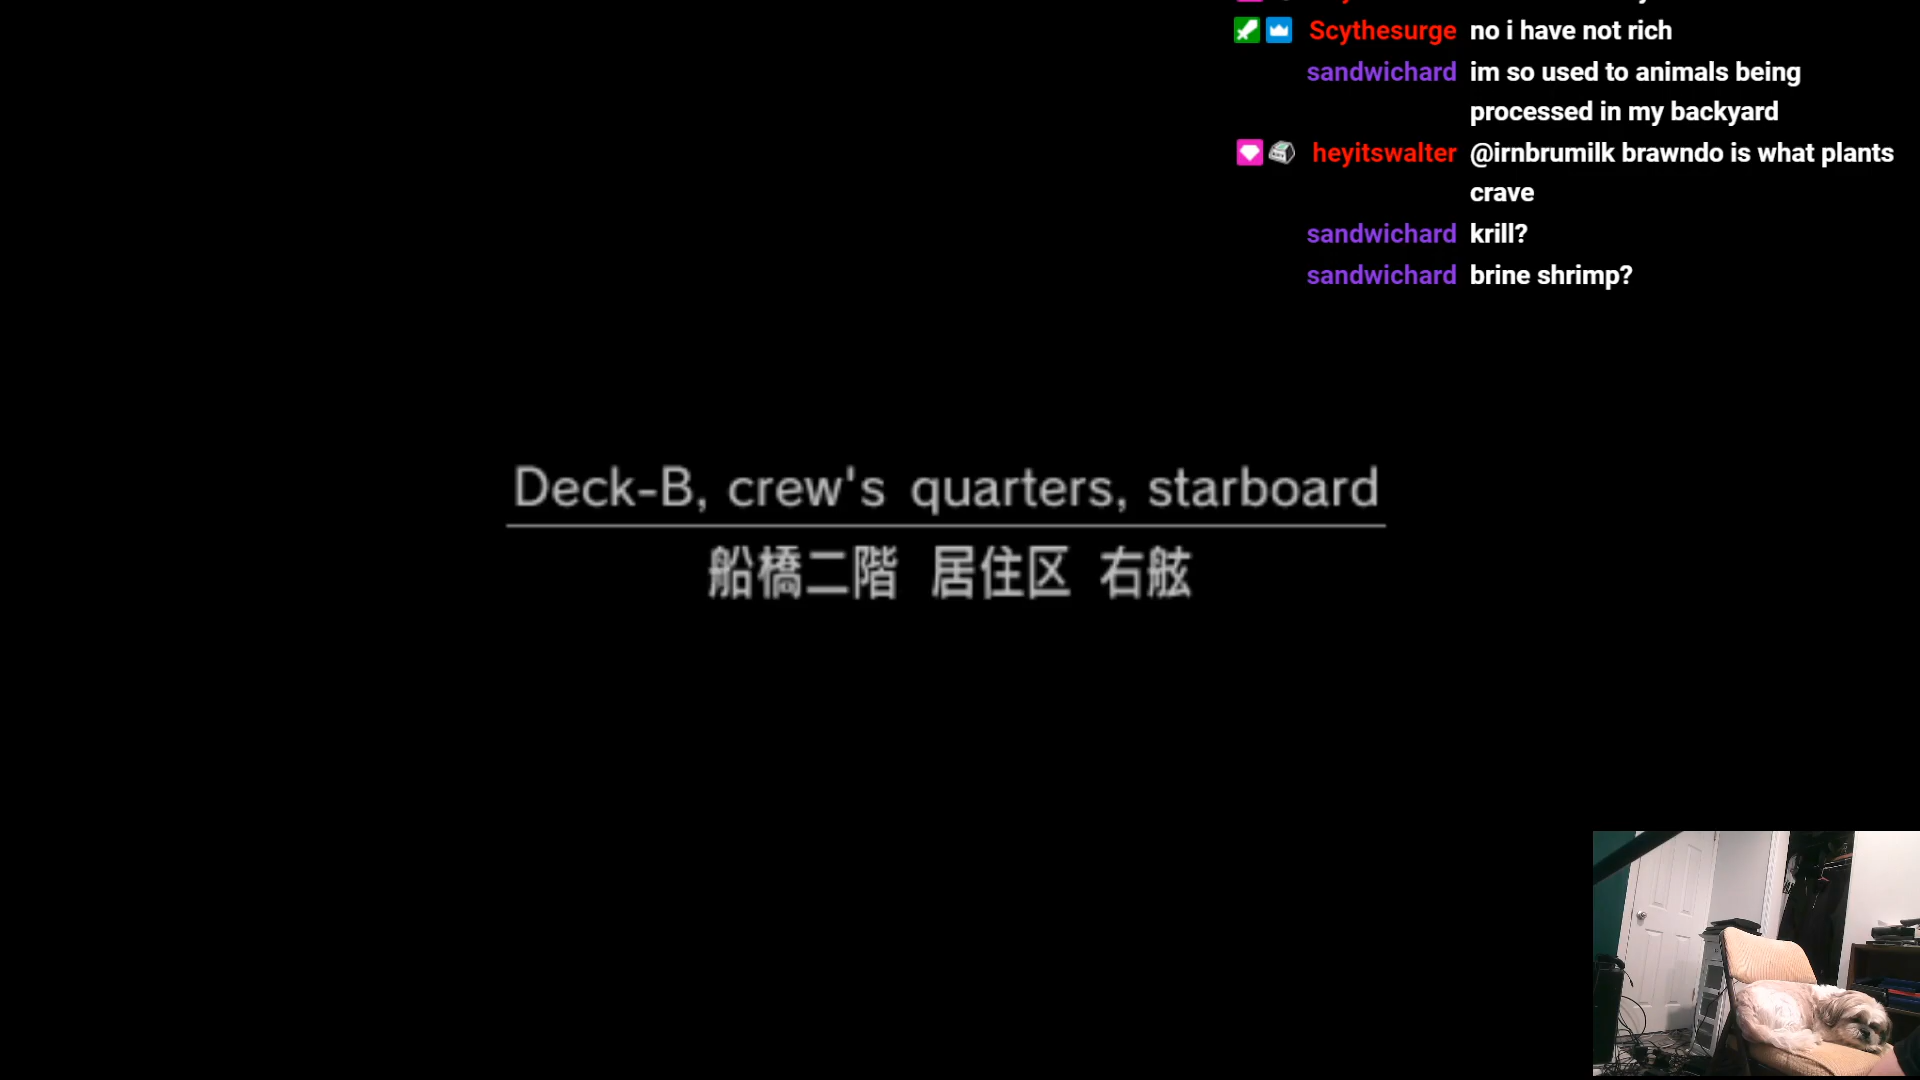 Scythesurge no i have not rich
sandwichard im so used to animals being
processed in my backyard
heyitswalter @irnbrumilk brawndo is what plants
crave
sandwichard krill?
sandwichard brine shrimp?
Deck-B, crew's quarters, starboard
船橋二階 居住区 右舷